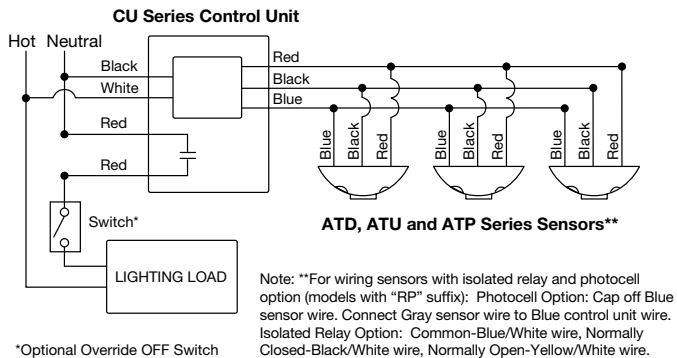 CU Series Control Unit
Hot Neutral
Black
White
Red
Red
Red
Black
Blue
Blue
Black
Red
Blue
Black
Red
Blue
Black
Red
Switch*
LIGHTING LOAD
ATD, ATU and ATP Series Sensors**
Note: **For wiring sensors with isolated relay and photocell
option (models with “RP” suffix): Photocell Option: Cap off Blue
sensor wire. Connect Gray sensor wire to Blue control unit wire.
Isolated Relay Option: Common-Blue/White wire, Normally
Closed-Black/White wire, Normally Open-Yellow/White wire.
*Optional Override OFF Switch